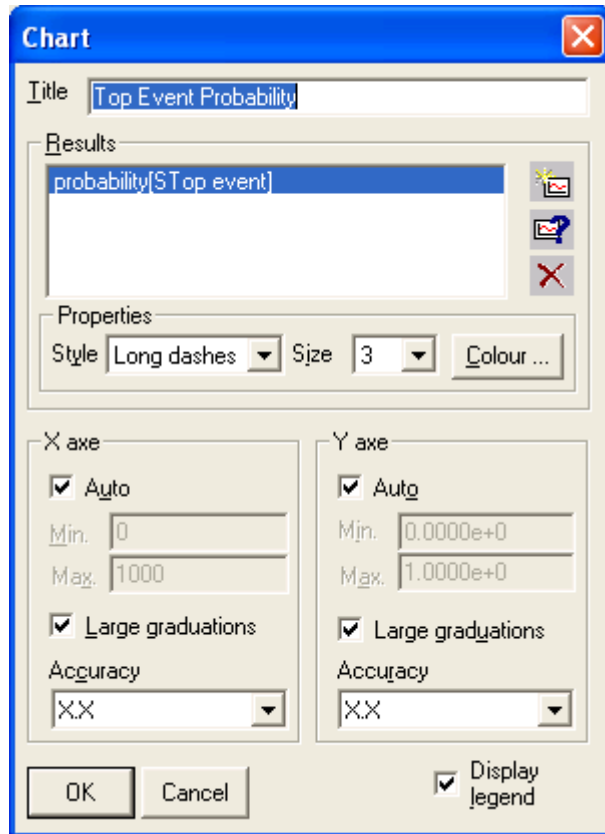 Chart
Title Top Event Probability
Results
probability[STop event]
Properties
Style Long dashes Size 3 Colour ...
X axe
Auto
Min. 0
Max. 1000
Large graduations
Accuracy
X.X
Y axe
Auto
Min. 0.0000e+0
Max. 1.0000e+0
Large graduations
Accuracy
X.X
OK Cancel
Display
legend